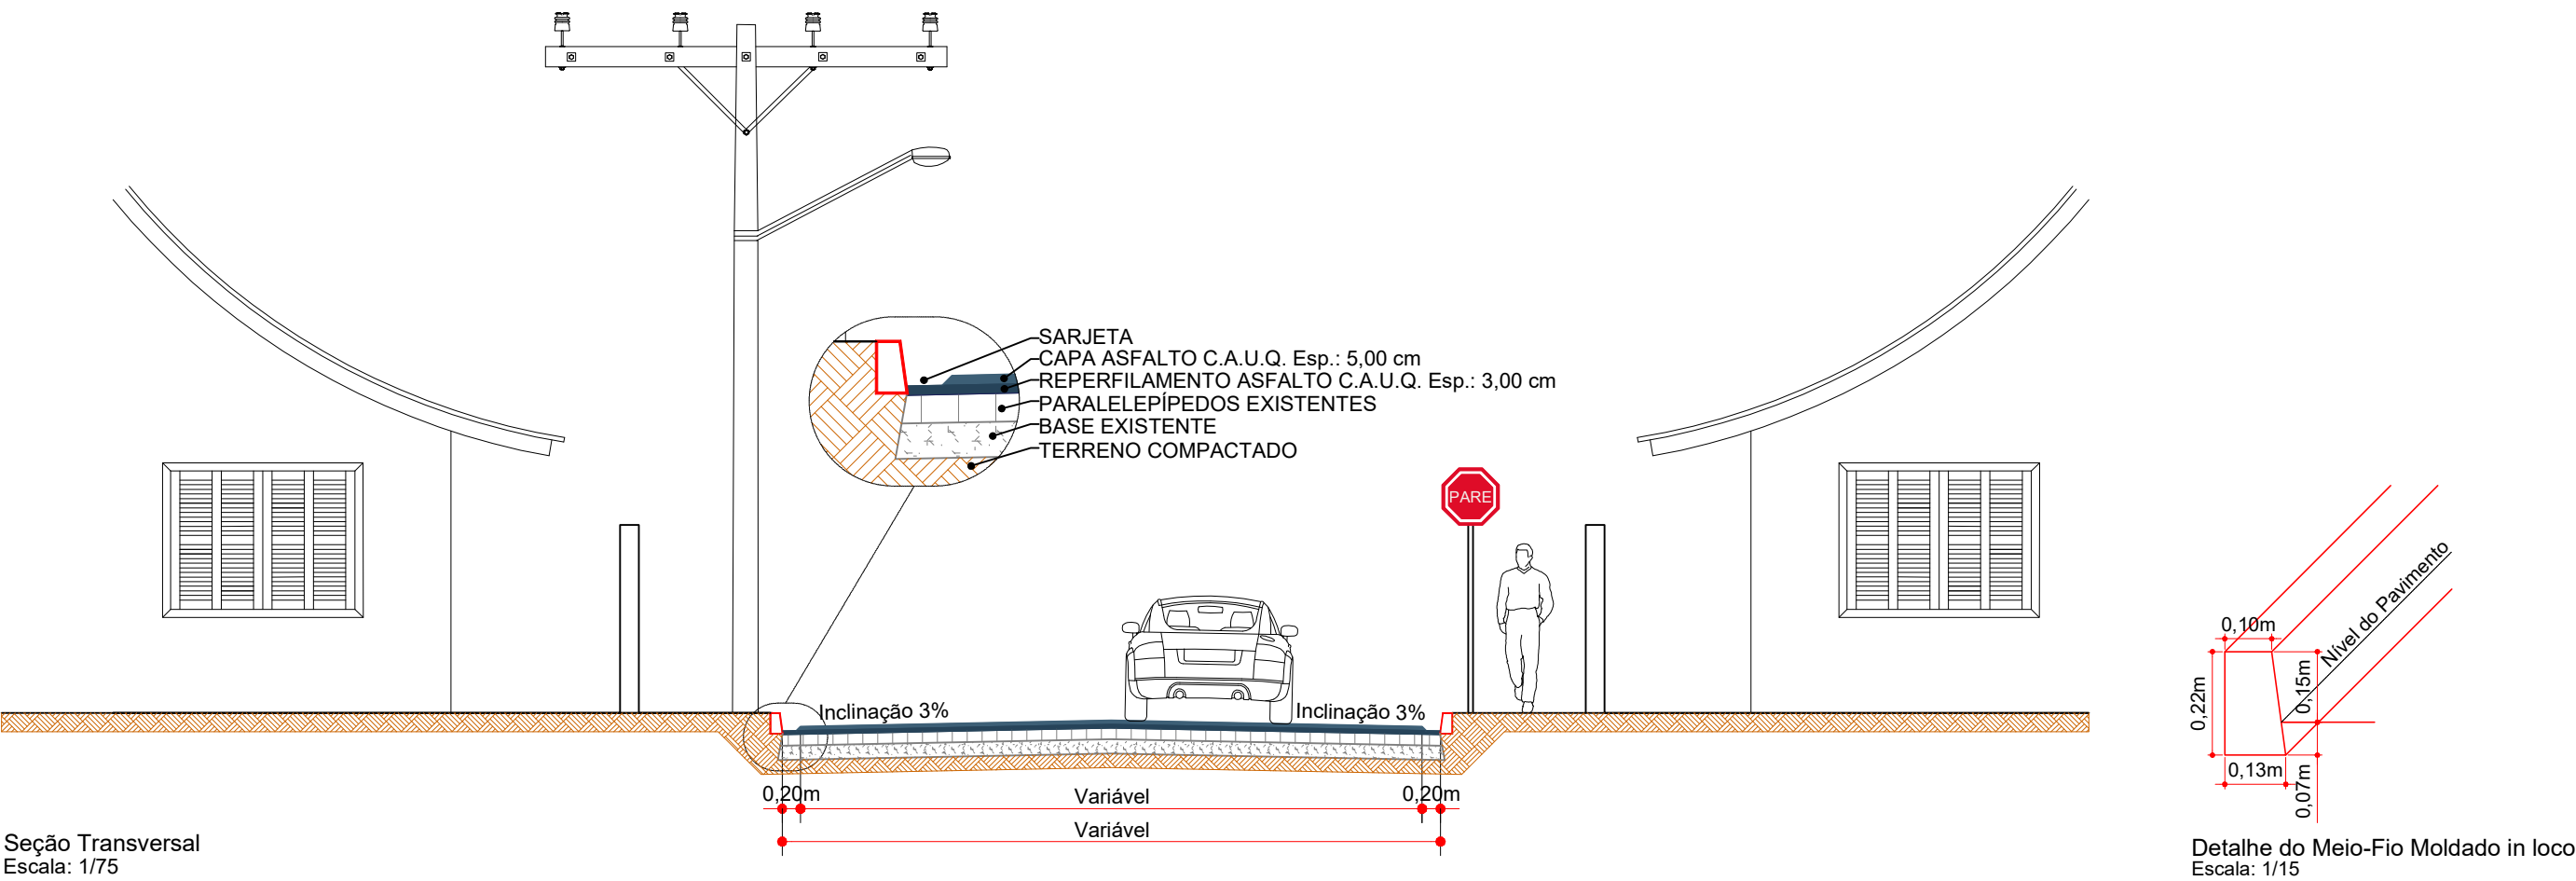 SARJETA
CAPA ASFALTO C.A.U.Q. Esp.: 5,00 cm
REPERFILAMENTO ASFALTO C.A.U.Q. Esp.: 3,00 cm
PARALELEPÍPEDOS EXISTENTES
BASE EXISTENTE
TERRENO COMPACTADO
PARE
Inclinação 3%
Inclinação 3%
0,20m
Variável
0,20m
Variável
Seção Transversal
Escala: 1/75
Nível do Pavimento
0,10m
0,15m
0,22m
0,13m
0,07m
Detalhe do Meio-Fio Moldado in loco
Escala: 1/15